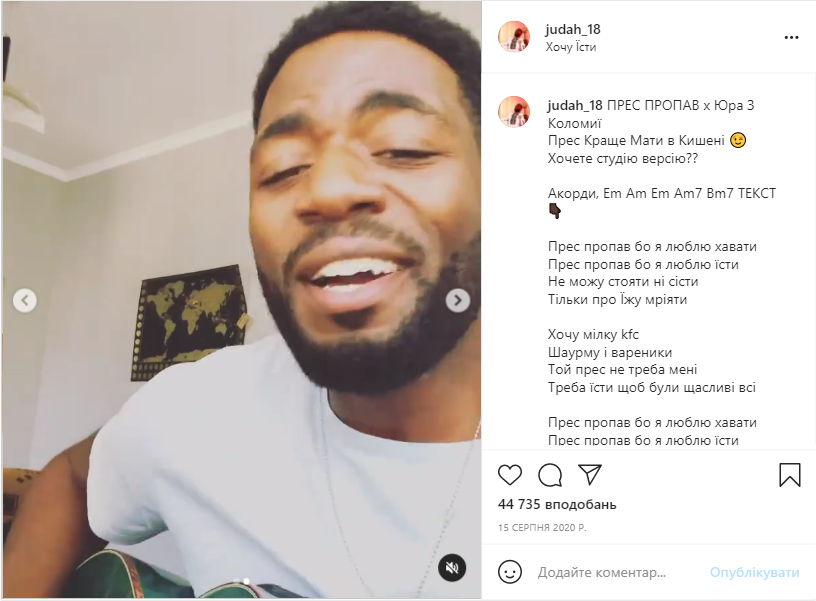 judah_18
Хочу Їсти
judah_18 ПРЕС ПРОПАВ х Юра З
Коломиї
Прес Краще Мати в Кишені 😉
Хочете студію версію??
Акорди, Em Am Em Am7 Bm7 ТЕКСТ
👇🏿
Прес пропав бо я люблю хавати
Прес пропав бо я люблю їсти
Не можу стояти ні сісти
Тільки про Їжу мріяти
Хочу мілку kfc
Шаурму і вареники
Той прес не треба мені
Треба їсти щоб були щасливі всі
Прес пропав бо я люблю хавати
Прес пропав бо я люблю їсти
44 735 вподобань
15 СЕРПНЯ 2020 Р.
Додайте коментар... Опублікувати